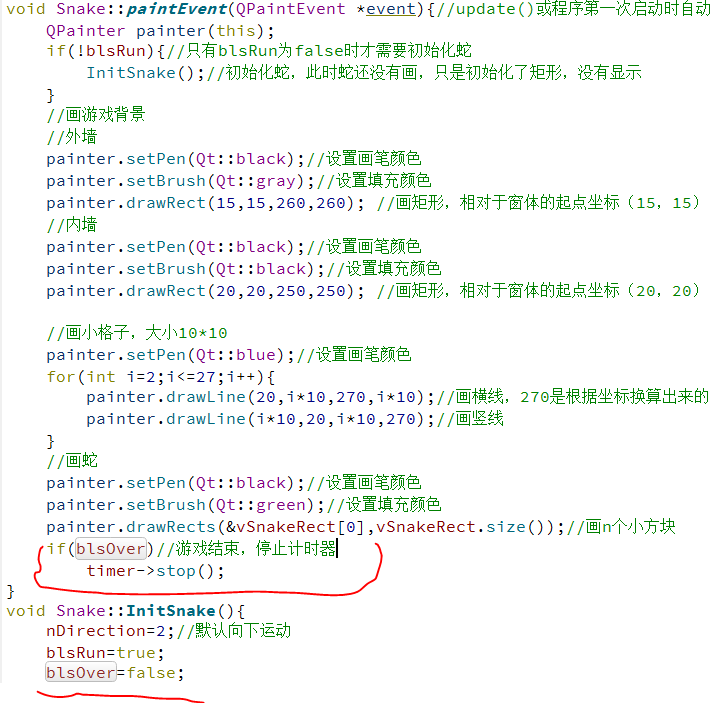 void Snake::paintEvent(QPaintEvent *event){//update()或程序第一次启动时自动
QPainter painter(this);
if(!blsRun){//只有blsRun为false时才需要初始化蛇
InitSnake();//初始化蛇，此时蛇还没有画，只是初始化了矩形，没有显示
}
//画游戏背景
//外墙
painter.setPen(Qt::black);//设置画笔颜色
painter.setBrush(Qt::gray);//设置填充颜色
painter.drawRect(15,15,260,260); //画矩形，相对于窗体的起点坐标（15，15）
//内墙
painter.setPen(Qt::black);//设置画笔颜色
painter.setBrush(Qt::black);//设置填充颜色
painter.drawRect(20,20,250,250); //画矩形，相对于窗体的起点坐标（20，20）
//画小格子，大小10*10
painter.setPen(Qt::blue);//设置画笔颜色
for(int i=2;i<=27;i++){
painter.drawLine(20,i*10,270,i*10);//画横线，270是根据坐标换算出来的
painter.drawLine(i*10,20,i*10,270);//画竖线
}
//画蛇
painter.setPen(Qt::black);//设置画笔颜色
painter.setBrush(Qt::green);//设置填充颜色
painter.drawRects(&vSnakeRect[0],vSnakeRect.size());//画n个小方块
if(blsOver)//游戏结束，停止计时器
timer->stop();
}
void Snake::InitSnake(){
nDirection=2;//默认向下运动
blsRun=true;
blsOver=false;